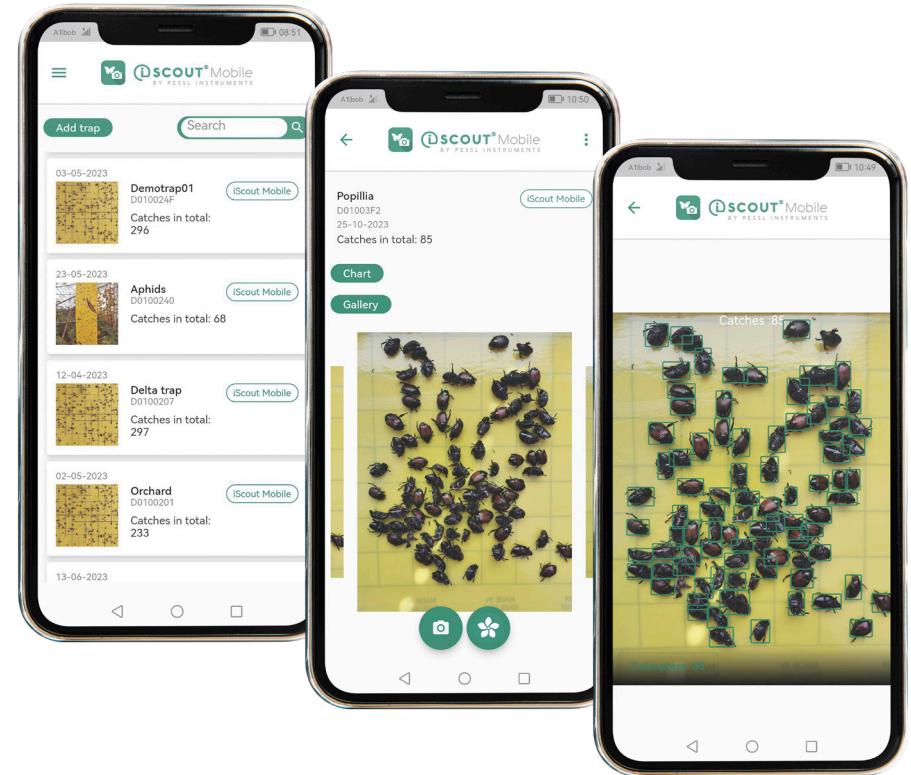 A1bob
08:51
iSCOUT® Mobile
BY PESSL INSTRUMENTS
Add trap
Search
03-05-2023
Demotrap01
D010024F
iScout Mobile
Catches in total:
296
23-05-2023
Aphids
D0100240
iScout Mobile
Catches in total: 68
12-04-2023
Delta trap
D0100207
iScout Mobile
Catches in total:
297
02-05-2023
Orchard
D0100201
iScout Mobile
Catches in total:
233
13-06-2023
A1bob
10:50
iSCOUT® Mobile
BY PESSL INSTRUMENTS
Popillia
iScout Mobile
D01003F2
25-10-2023
Catches in total: 85
Chart
Gallery
A1bob
10:49
iSCOUT® Mobile
BY PESSL INSTRUMENTS
Catches :85